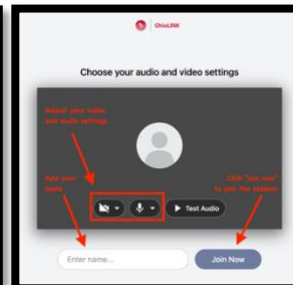 OhioLINK
Choose your audio and video settings
Adjust your video
and audio settings
Add your
name
Click "Join now"
to join the session
Test Audio
Enter name...
Join Now